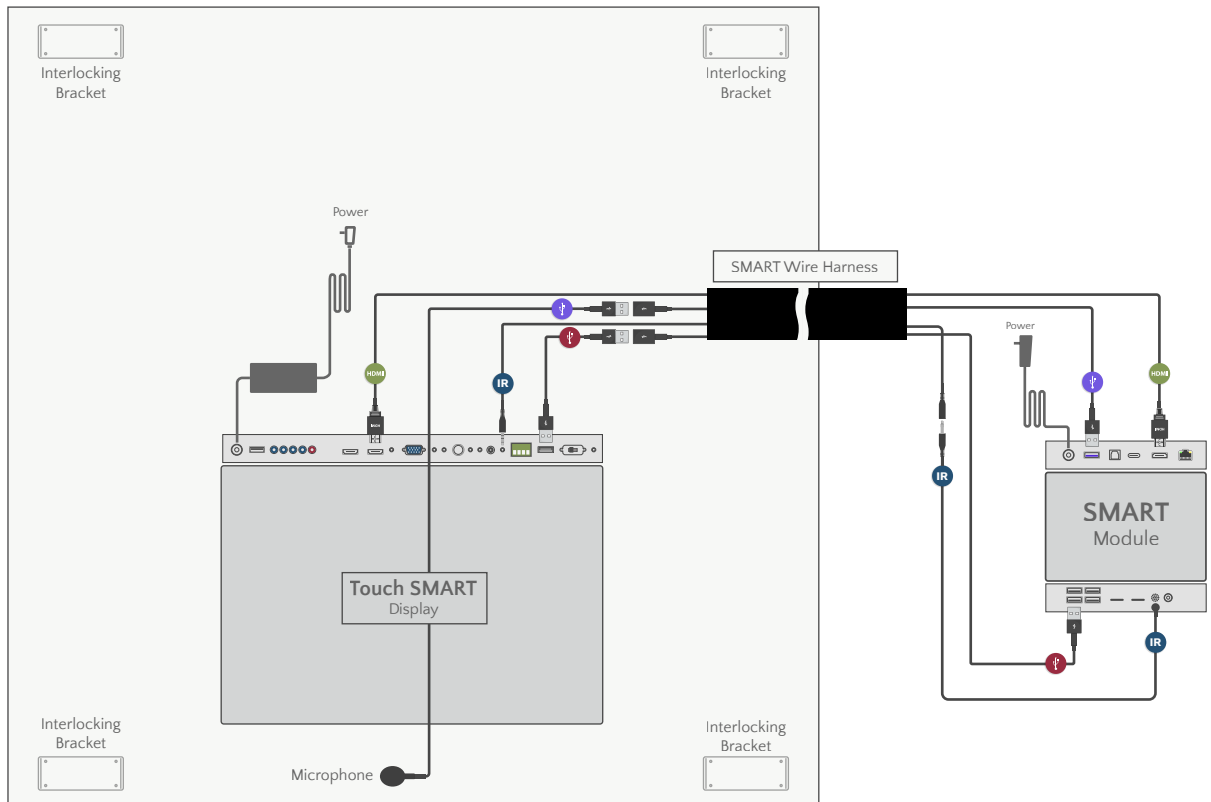 Interlocking
Bracket
Interlocking
Bracket
Power
SMART Wire Harness
Power
HDMI
IR
HDMI
IR
SMART
Module
Touch SMART
Display
IR
Interlocking
Bracket
Interlocking
Bracket
Microphone